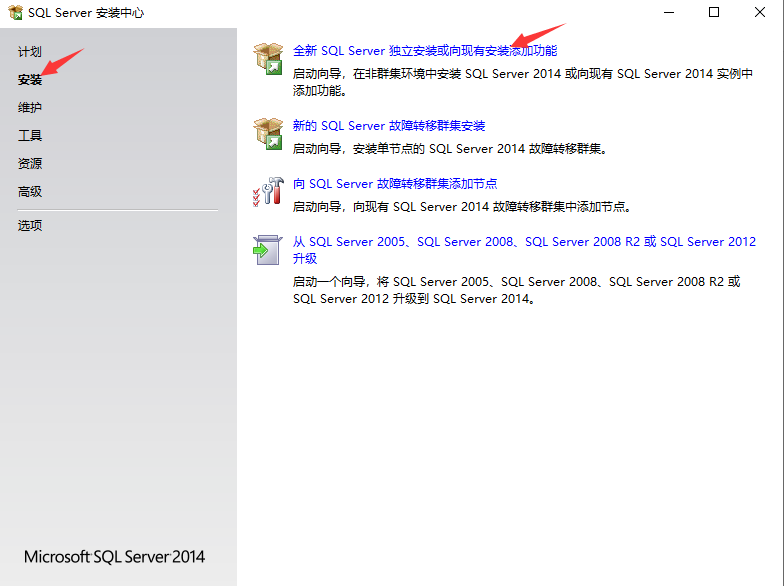 SQL Server 安装中心
计划
安装
维护
工具
资源
高级
选项
全新 SQL Server 独立安装或向现有安装添加功能
启动向导，在非群集环境中安装 SQL Server 2014 或向现有 SQL Server 2014 实例中
添加功能。
新的 SQL Server 故障转移群集安装
启动向导，安装单节点的 SQL Server 2014 故障转移群集。
向 SQL Server 故障转移群集添加节点
启动向导，向现有 SQL Server 2014 故障转移群集中添加节点。
从 SQL Server 2005、SQL Server 2008、SQL Server 2008 R2 或 SQL Server 2012
升级
启动一个向导，将 SQL Server 2005、SQL Server 2008、SQL Server 2008 R2 或
SQL Server 2012 升级到 SQL Server 2014。
Microsoft SQL Server 2014